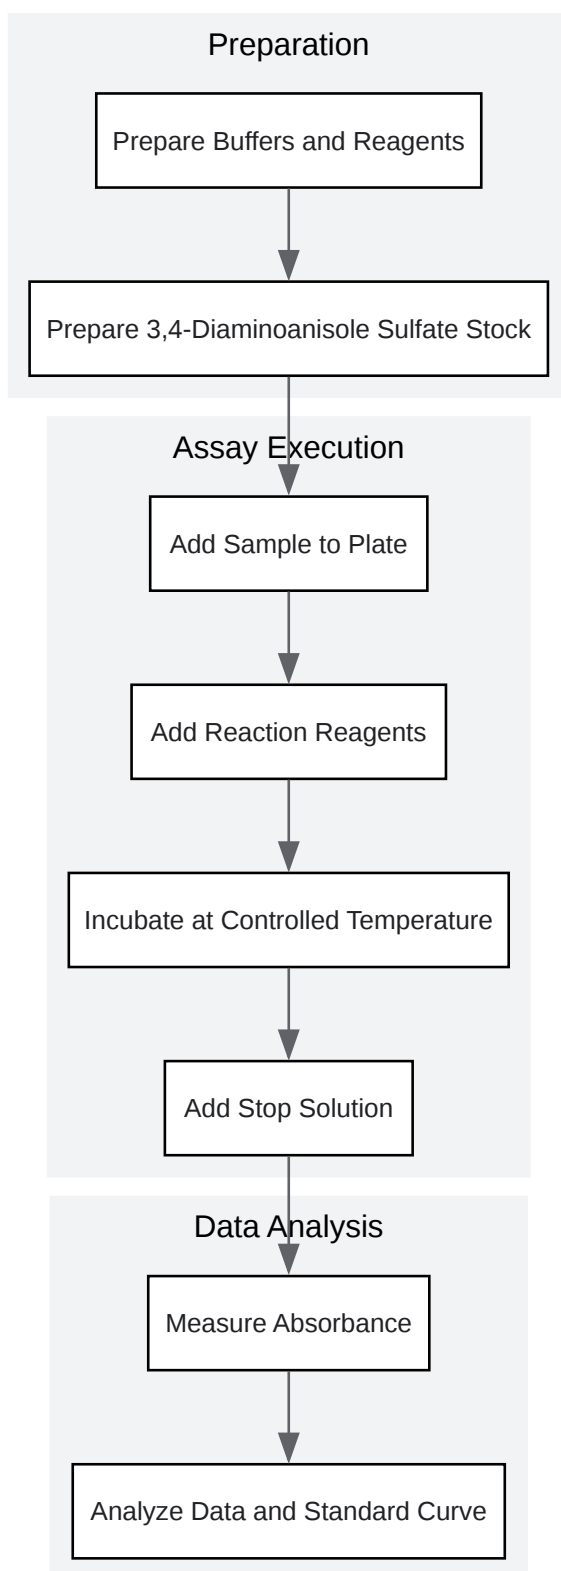 Preparation
Prepare Buffers and Reagents
Prepare 3,4-Diaminoanisole Sulfate Stock
Assay Execution
Add Sample to Plate
Add Reaction Reagents
Incubate at Controlled Temperature
Add Stop Solution
Data Analysis
Measure Absorbance
Analyze Data and Standard Curve